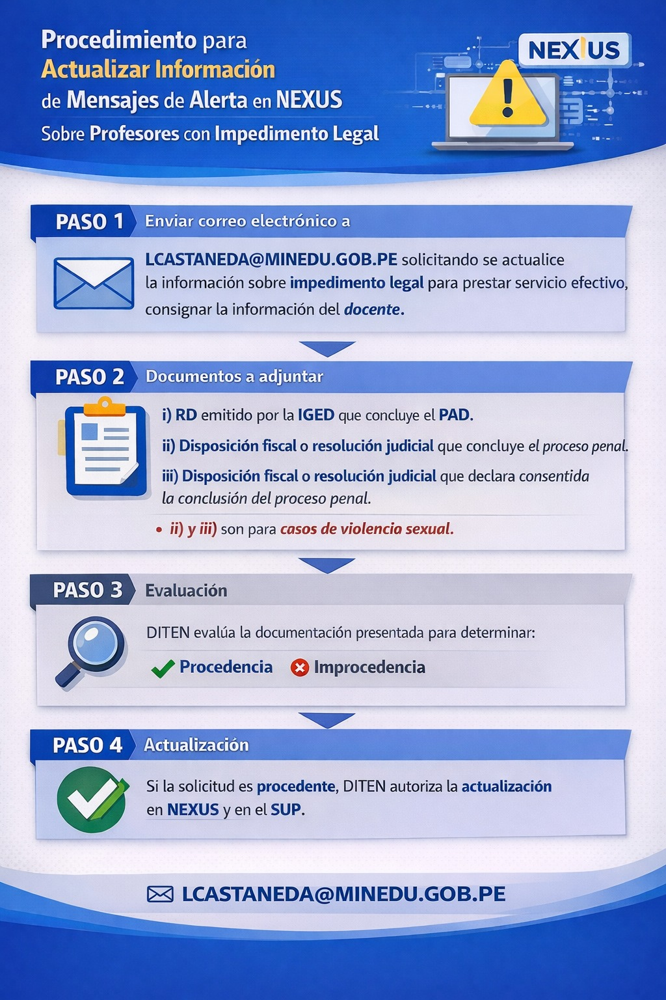 Procedimiento para
Actualizar Información
de Mensajes de Alerta en NEXUS
Sobre Profesores con Impedimento Legal
NEXUS
PASO 1 Enviar correo electrónico a
LCASTANEDA@MINEDU.GOB.PE solicitando se actualice
la información sobre impedimento legal para prestar servicio efectivo,
consignar la información del docente.
PASO 2 Documentos a adjuntar
i) RD emitido por la IGED que concluye el PAD.
ii) Disposición fiscal o resolución judicial que concluye el proceso penal.
iii) Disposición fiscal o resolución judicial que declara consentida
la conclusión del proceso penal.
• ii) y iii) son para casos de violencia sexual.
PASO 3 Evaluación
DITEN evalúa la documentación presentada para determinar:
Procedencia Improcedencia
PASO 4 Actualización
Si la solicitud es procedente, DITEN autoriza la actualización
en NEXUS y en el SUP.
LCASTANEDA@MINEDU.GOB.PE